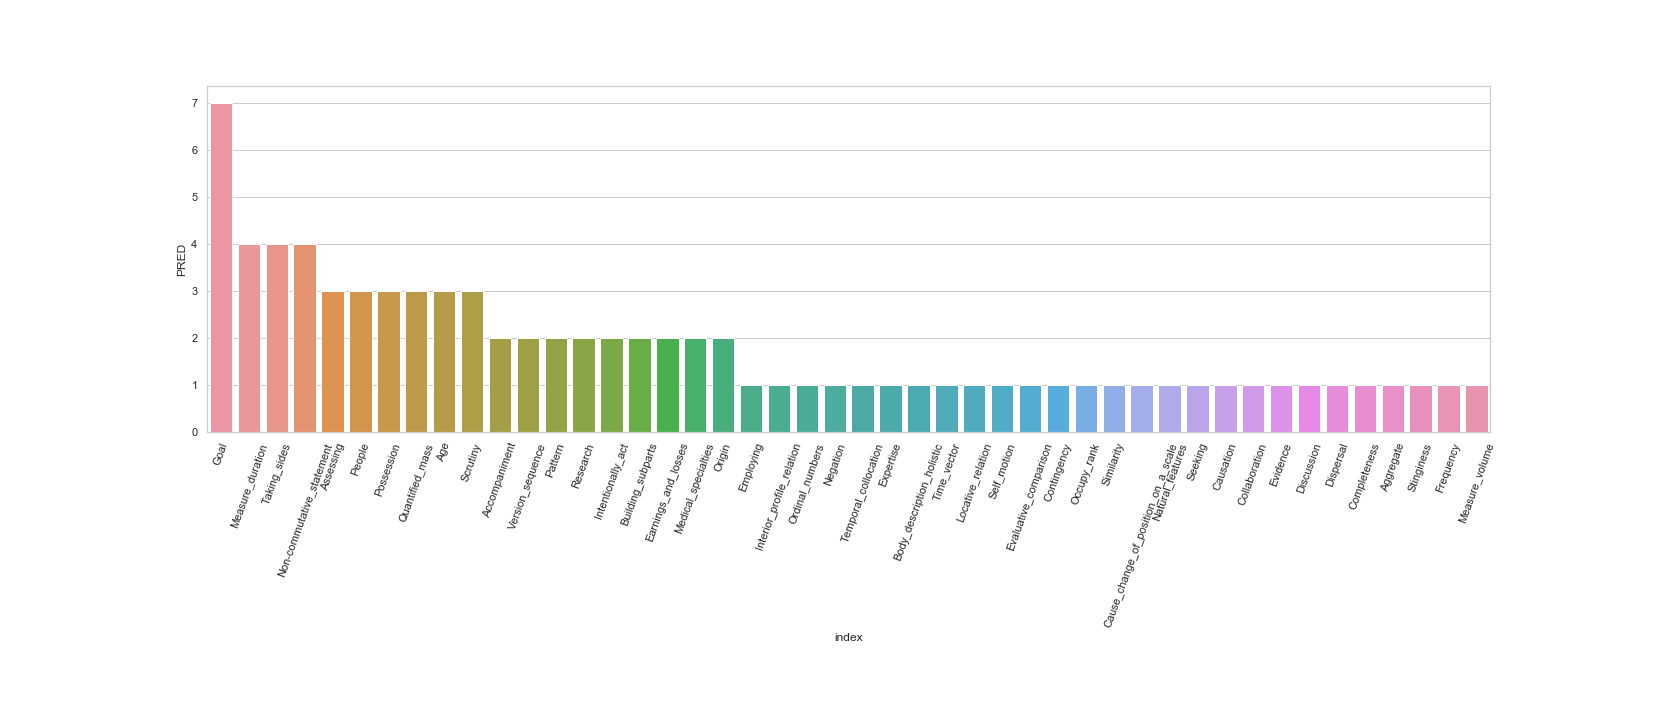 7
6
5
4
3
2
1
0
PRED
Goal
Measure_duration
Taking_sides
Non-commutative_statement
Assessing
People
Possession
Quantified_mass
Age
Scrutiny
Accompaniment
Version_sequence
Pattern
Research
Intentionally_act
Building_subparts
Earnings_and_losses
Medical_specialties
Origin
Employing
Interior_profile_relation
Ordinal_numbers
Negation
Temporal_collocation
Expertise
Body_description_holistic
Time_vector
Locative_relation
Self_motion
Evaluative_comparison
Contingency
Occupy_rank
Similarity
Cause_change_of_position_on_a_scale
Natural_features
Seeking
Causation
Collaboration
Evidence
Discussion
Dispersal
Completeness
Aggregate
Stinginess
Frequency
Measure_volume
index